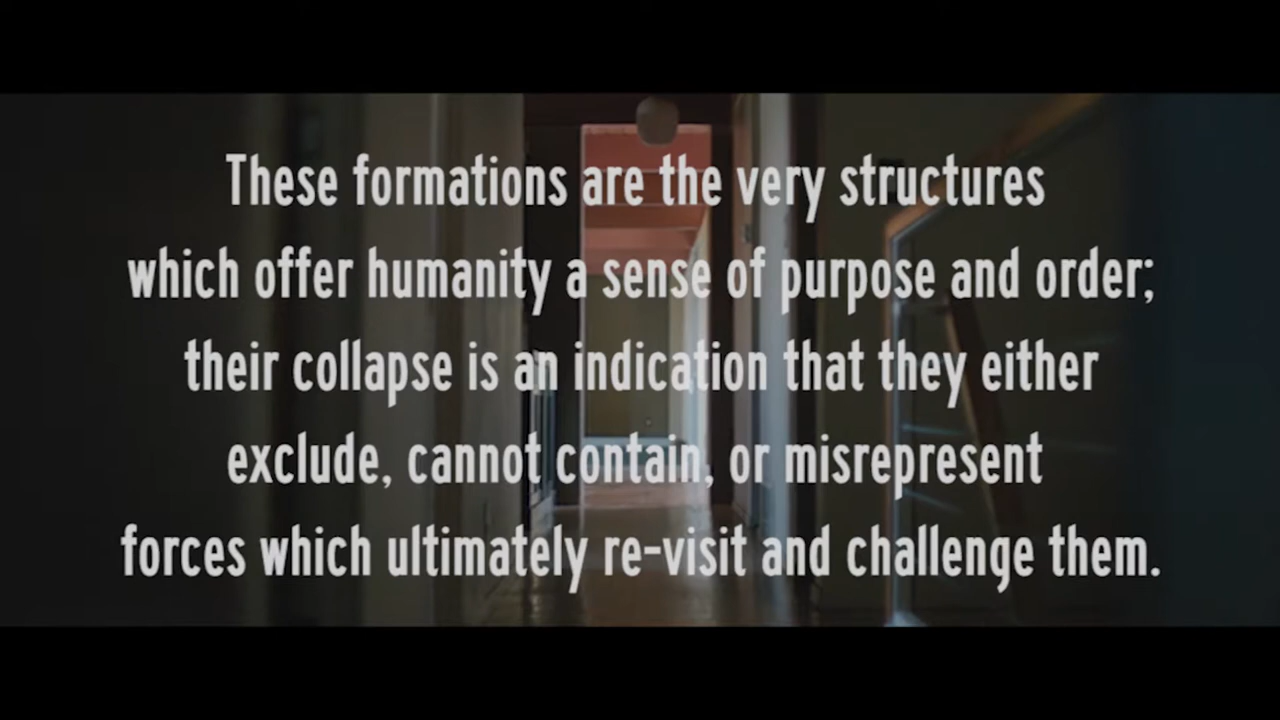 These formations are the very structures
which offer humanity a sense of purpose and order;
their collapse is an indication that they either
exclude, cannot contain, or misrepresent
forces which ultimately re-visit and challenge them.